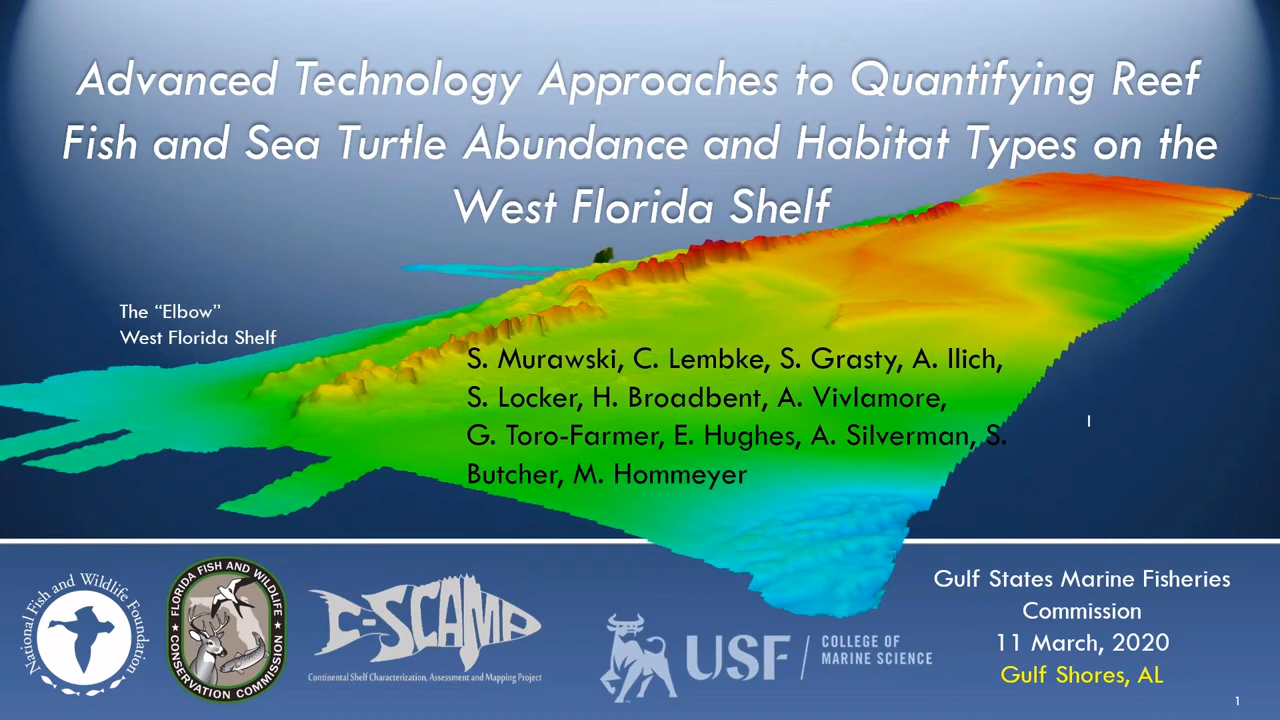 Advanced Technology Approaches to Quantifying Reef
Fish and Sea Turtle Abundance and Habitat Types on the
West Florida Shelf
The “Elbow”
West Florida Shelf
S. Murawski, C. Lembke, S. Grasty, A. Ilich,
S. Locker, H. Broadbent, A. Vivlamore,
G. Toro-Farmer, E. Hughes, A. Silverman, S.
Butcher, M. Hommeyer
1
National Fish and Wildlife Foundation
FLORIDA FISH AND WILDLIFE
CONSERVATION COMMISSION
C-SCAMP
Continental Shelf Characterization, Assessment and Mapping Project
USF
COLLEGE OF
MARINE SCIENCE
Gulf States Marine Fisheries
Commission
11 March, 2020
Gulf Shores, AL
1